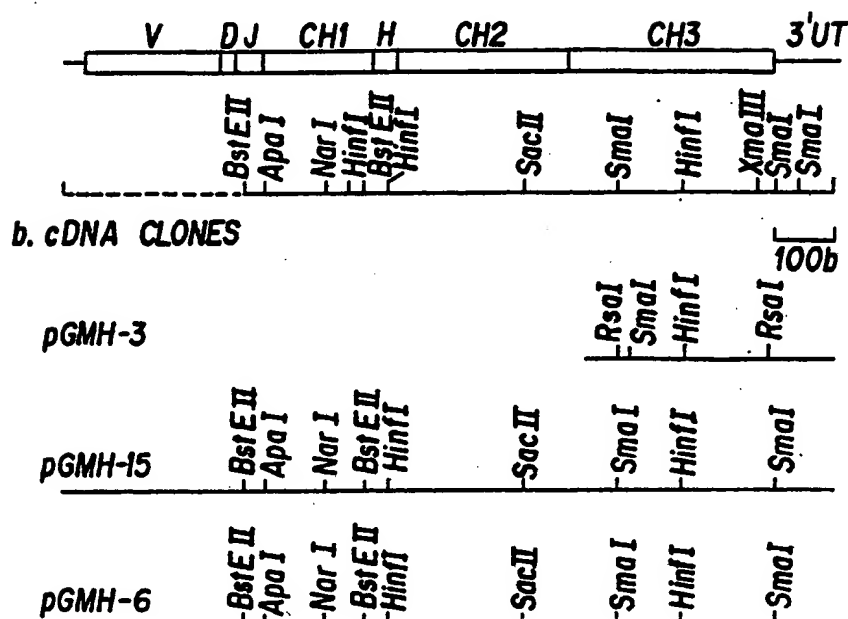 V D J CH1 H CH2 CH3 3'UT
BstEII ApaI NarI HinfI BstEII HinfI SacII SmaI HinfI XmaIII SmaI SmaI
b. cDNA CLONES
100b
pGMH-3 RsaI SmaI HinfI RsaI
pGMH-15 BstEII ApaI NarI BstEII HinfI SacII SmaI HinfI SmaI
pGMH-6 BstEII ApaI NarI BstEII HinfI SacII SmaI HinfI SmaI